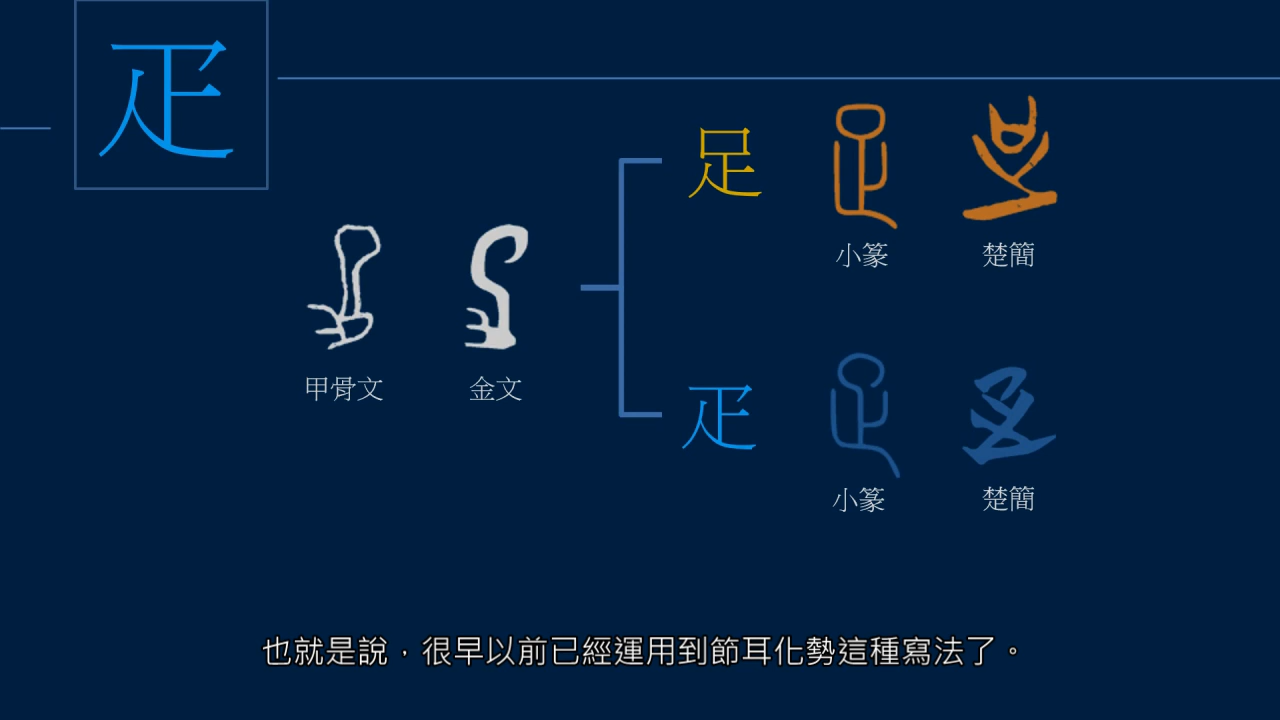 疋
足
小篆 楚簡
甲骨文 金文
疋
小篆 楚簡
也就是說，很早以前已經運用到節耳化勢這種寫法了。